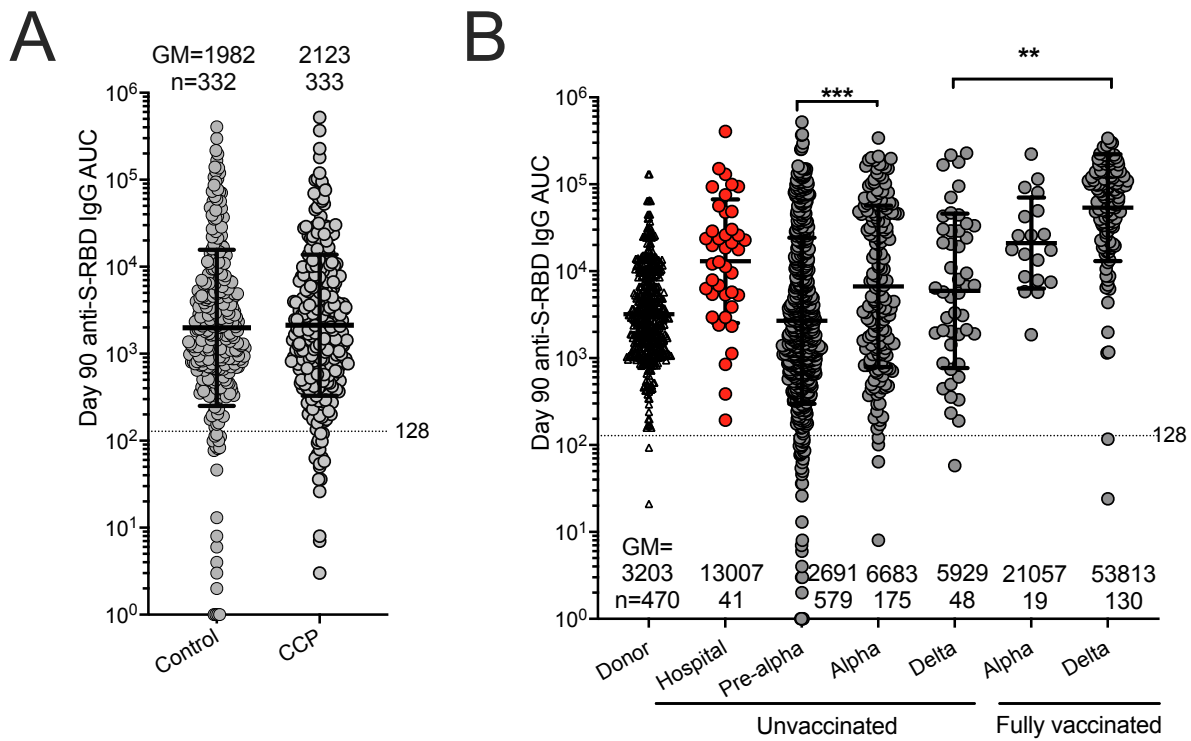 A
GM=1982 2123
n=332 333
Day 90 anti-S-RBD IgG AUC
10^6
10^5
10^4
10^3
10^2
10^1
10^0
128
Control CCP
B
***
**
Day 90 anti-S-RBD IgG AUC
10^6
10^5
10^4
10^3
10^2
10^1
10^0
128
GM=
3203 13007 2691 6683 5929 21057 53813
n=470 41 579 175 48 19 130
Donor Hospital Pre-alpha Alpha Delta Alpha Delta
Unvaccinated Fully vaccinated